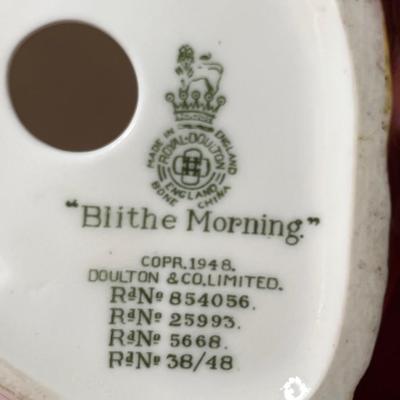 MADE IN ENGLAND
ROYAL·DOULTON
ENGLAND
BONE CHINA
"Blithe Morning."
COPR.1948.
DOULTON & CO.LIMITED.
RdNo 854056.
RdNo 25993.
RdNo 5668.
RdNo 38/48